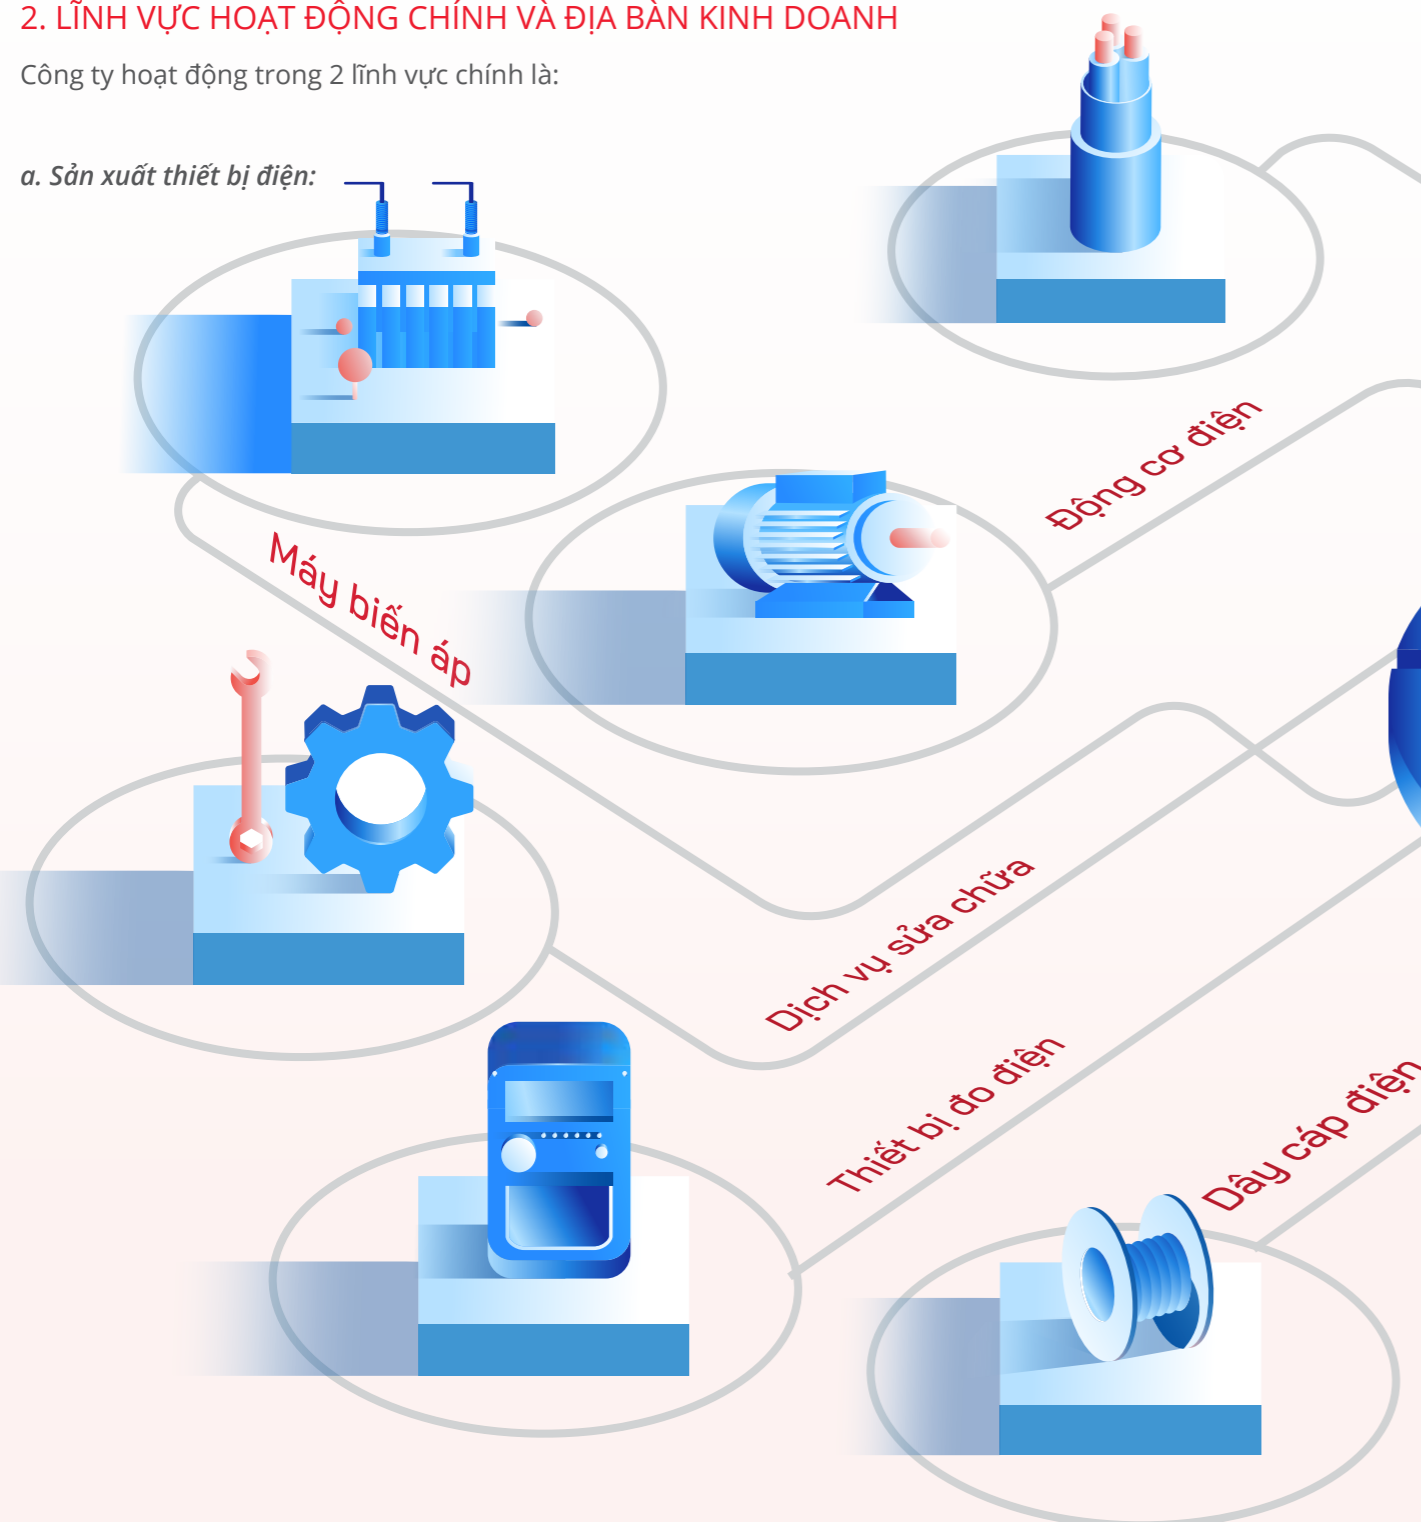 2. LĨNH VỰC HOẠT ĐỘNG CHÍNH VÀ ĐỊA BÀN KINH DOANH
Công ty hoạt động trong 2 lĩnh vực chính là:
a. Sản xuất thiết bị điện:
Động cơ điện
Máy biến áp
Dịch vụ sửa chữa
Thiết bị đo điện
Dây cáp điện